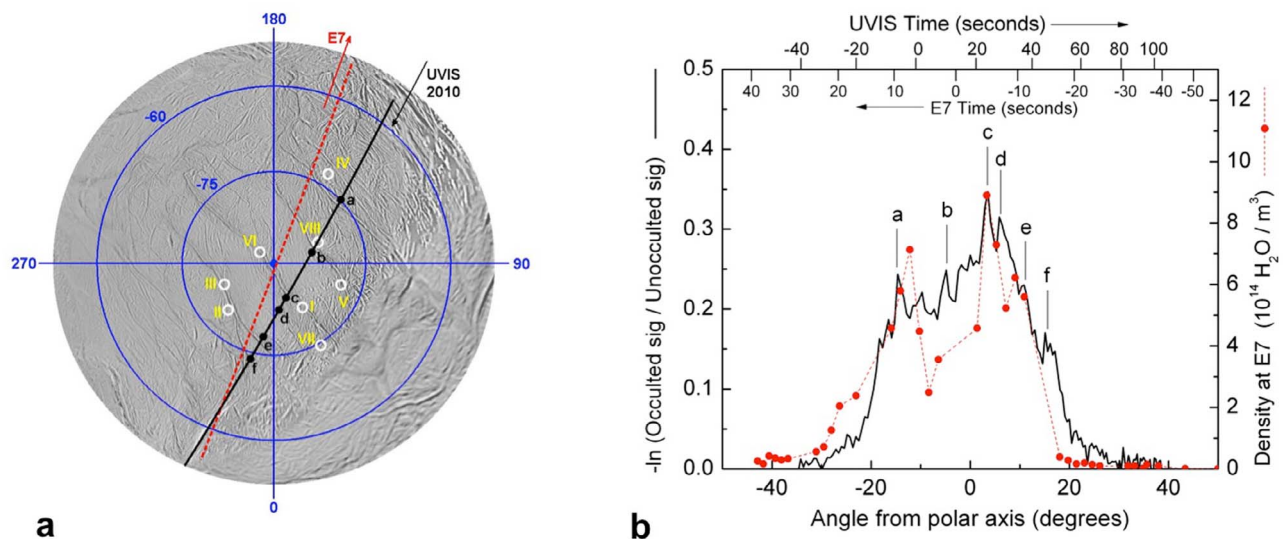 180
E7
UVIS
2010
-60
IV
-75
a
VIII
VI
b
270
90
III
V
c
I
II
d
VII
e
f
0
a
b
UVIS Time (seconds)
-40 -20 0 20 40 60 80 100
40 30 20 10 0 -10 -20 -30 -40 -50
E7 Time (seconds)
-ln (Occulted sig / Unocculted sig)
0.5
0.4
0.3
0.2
0.1
0.0
a
b
c
d
e
f
12
10
8
6
4
2
0
Density at E7 (10¹⁴ H₂O / m³)
-40 -20 0 20 40
Angle from polar axis (degrees)